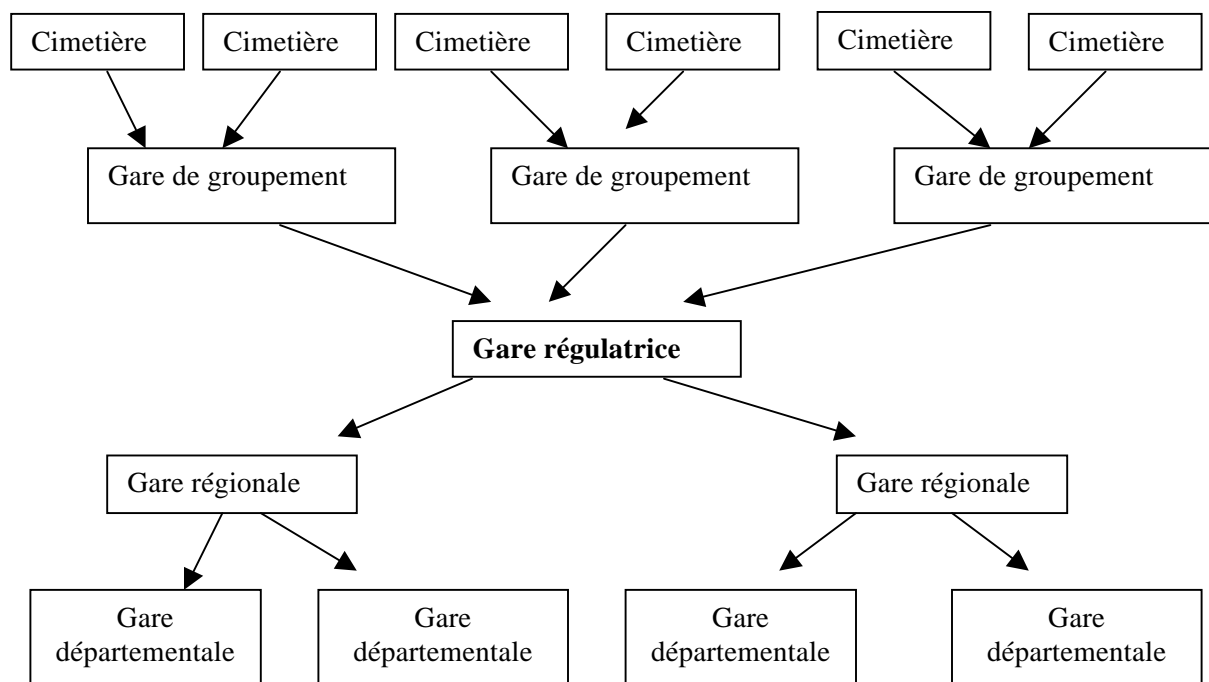 Cimetière
Cimetière
Cimetière
Cimetière
Cimetière
Cimetière
Gare de groupement
Gare de groupement
Gare de groupement
Gare régulatrice
Gare régionale
Gare régionale
Gare
départementale
Gare
départementale
Gare
départementale
Gare
départementale